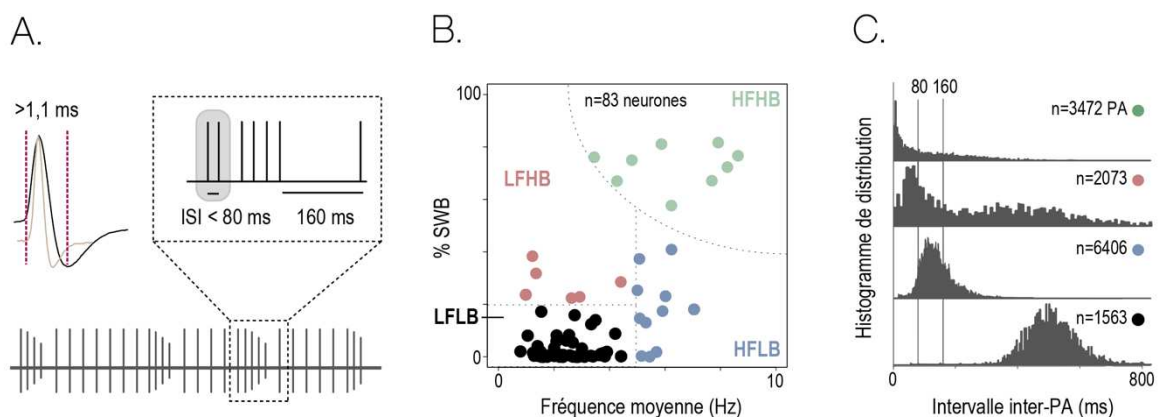 A.
>1,1 ms
ISI < 80 ms
160 ms
B.
100
n=83 neurones
HFHB
LFHB
% SWB
LFLB
HFLB
0
0
10
Fréquence moyenne (Hz)
C.
80 160
n=3472 PA
n=2073
n=6406
n=1563
Histogramme de distribution
0
800
Intervalle inter-PA (ms)